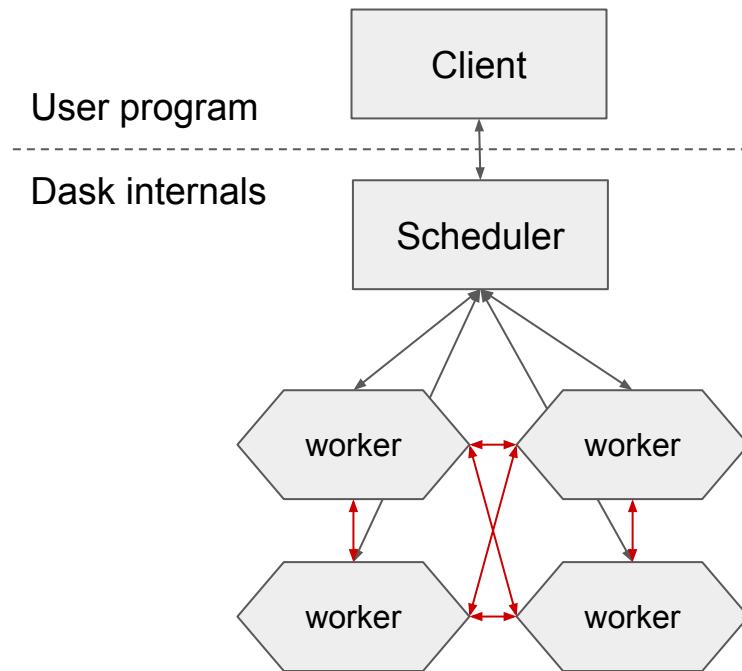 Client
User program
Dask internals
Scheduler
worker
worker
worker
worker